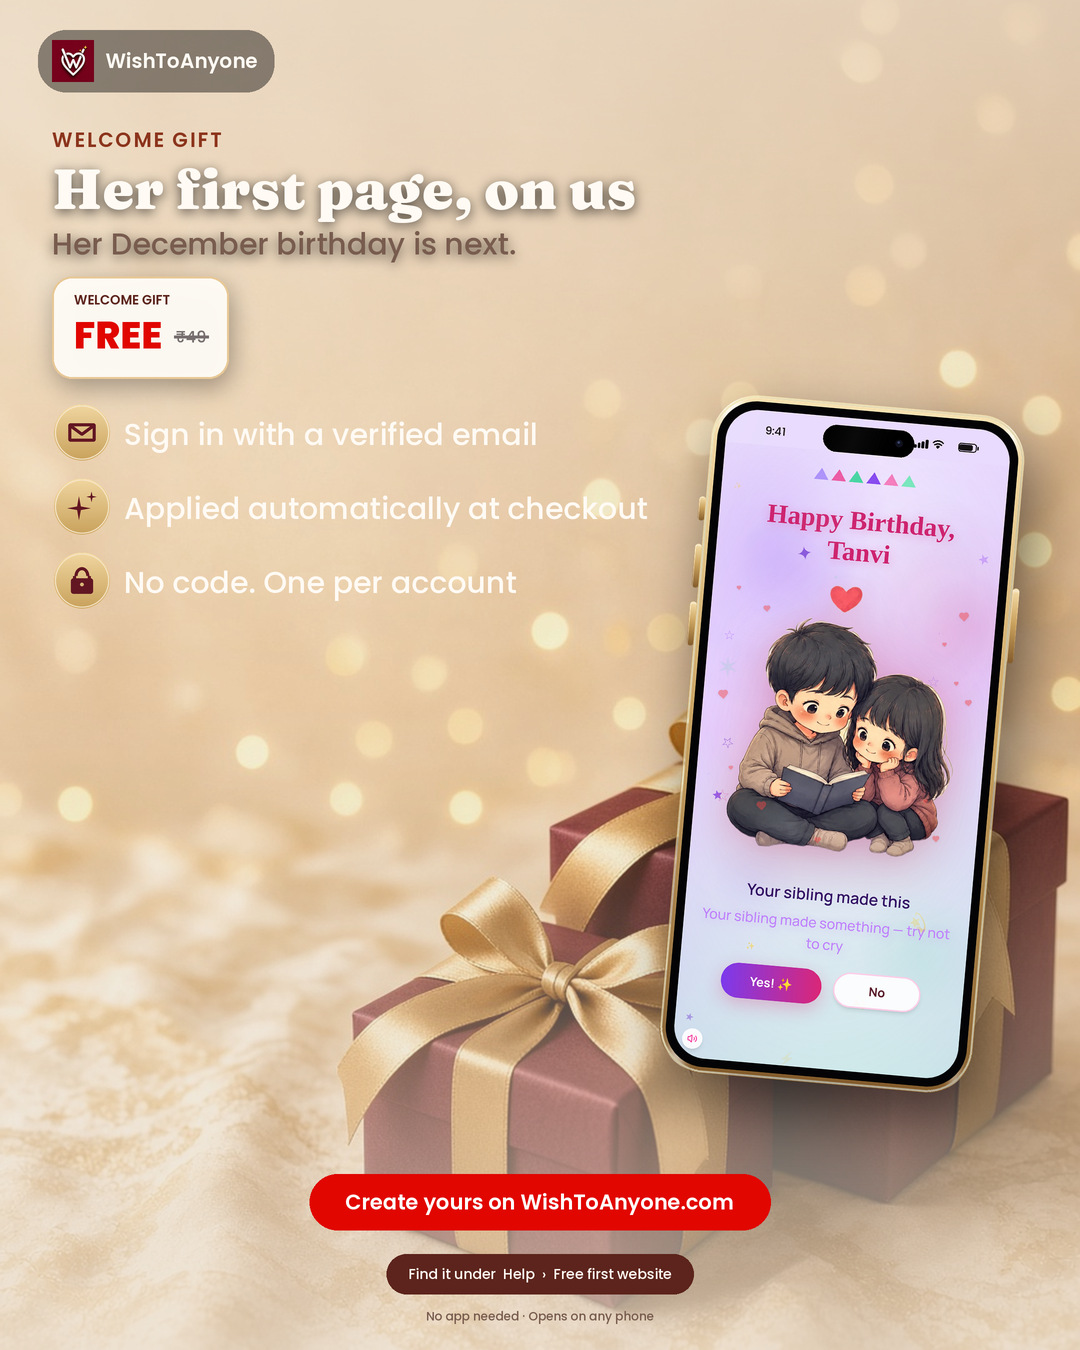 WishToAnyone
WELCOME GIFT
Her first page, on us
Her December birthday is next.
WELCOME GIFT
FREE ₹49
Sign in with a verified email
Applied automatically at checkout
No code. One per account
9:41
Happy Birthday,
Tanvi
Your sibling made this
Your sibling made something – try not
to cry
Yes! ✨
No
Create yours on WishToAnyone.com
Find it under Help › Free first website
No app needed · Opens on any phone